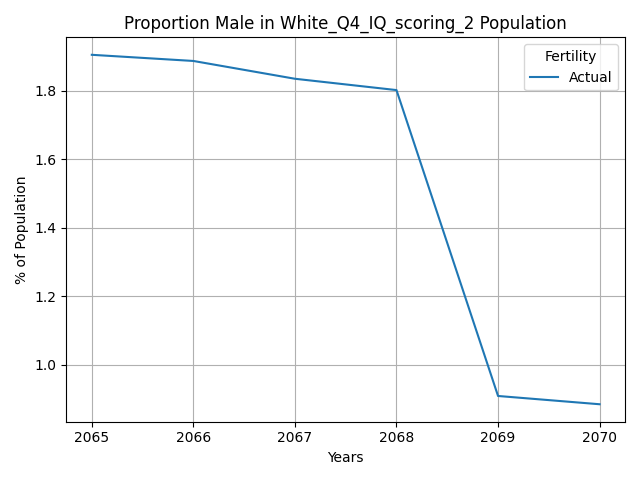 Proportion Male in White_Q4_IQ_scoring_2 Population
Fertility
Actual
% of Population
1.8
1.6
1.4
1.2
1.0
2065 2066 2067 2068 2069 2070
Years